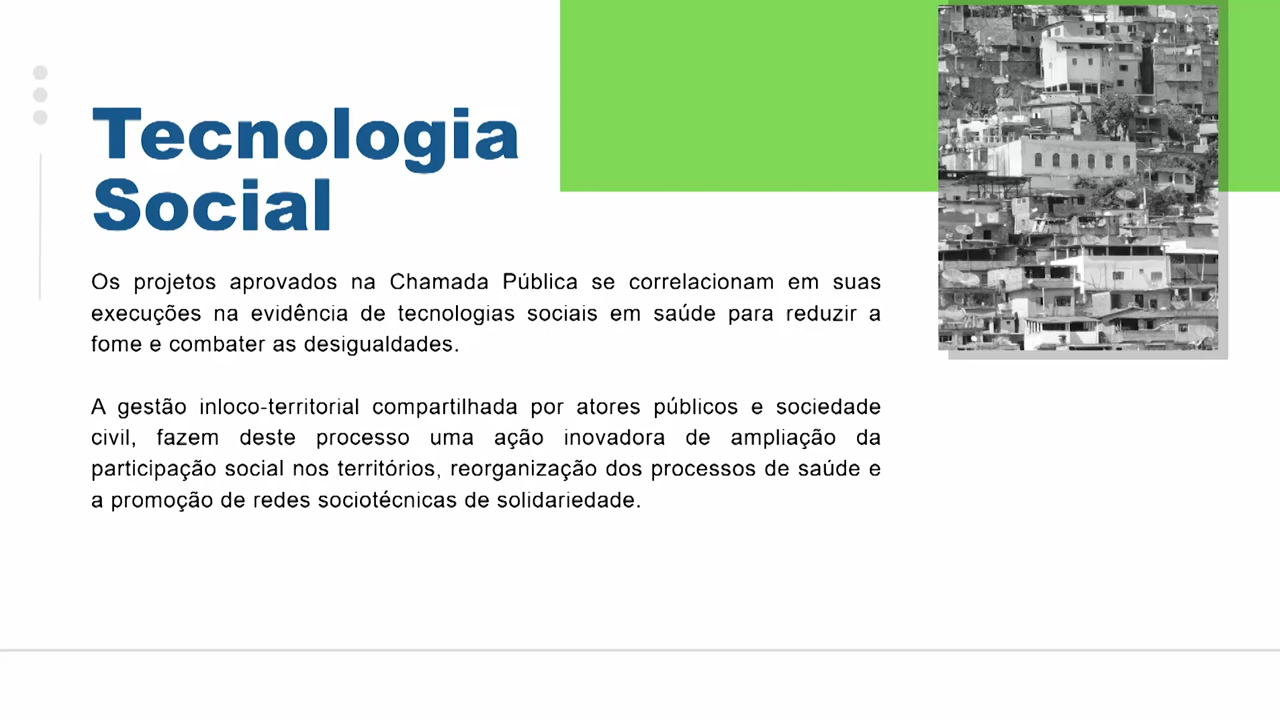 Tecnologia
Social
Os projetos aprovados na Chamada Pública se correlacionam em suas
execuções na evidência de tecnologias sociais em saúde para reduzir a
fome e combater as desigualdades.
A gestão inloco-territorial compartilhada por atores públicos e sociedade
civil, fazem deste processo uma ação inovadora de ampliação da
participação social nos territórios, reorganização dos processos de saúde e
a promoção de redes sociotécnicas de solidariedade.